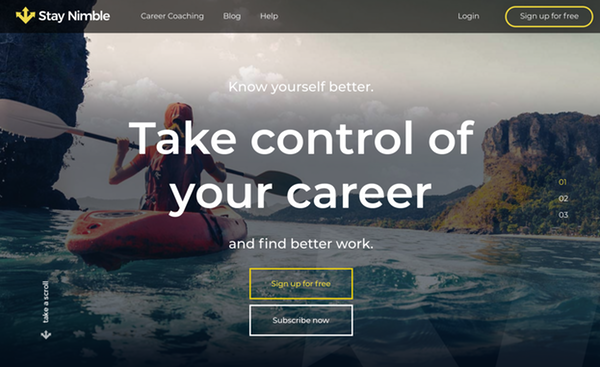 Stay Nimble
Career Coaching
Blog
Help
Login
Sign up for free
Know yourself better.
Take control of
your career
and find better work.
01
02
03
Sign up for free
Subscribe now
take a scroll